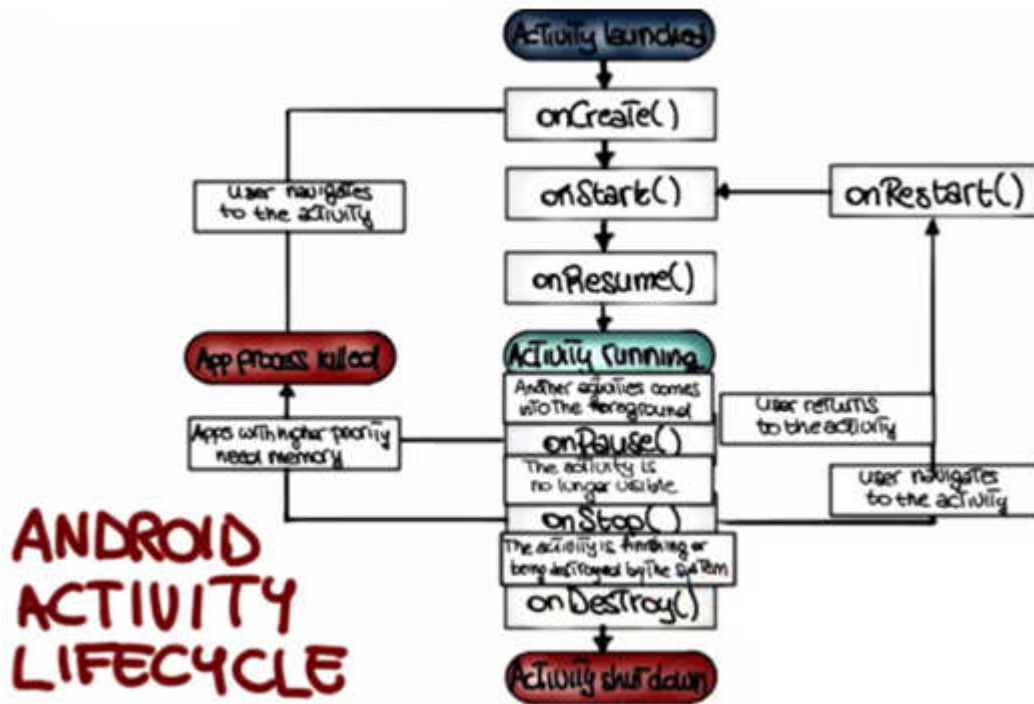 Activity launched
onCreate()
User navigates
to the activity
onStart()
onRestart()
onResume()
App process killed
Activity running
Another activities comes
into the foreground
User returns
to the activity
Apps with higher priority
need memory
onPause()
The activity is
no longer visible
User navigates
to the activity
onStop()
The activity is finishing or
being destroyed by the system
onDestroy()
Activity shut down
ANDROID
ACTIVITY
LIFECYCLE